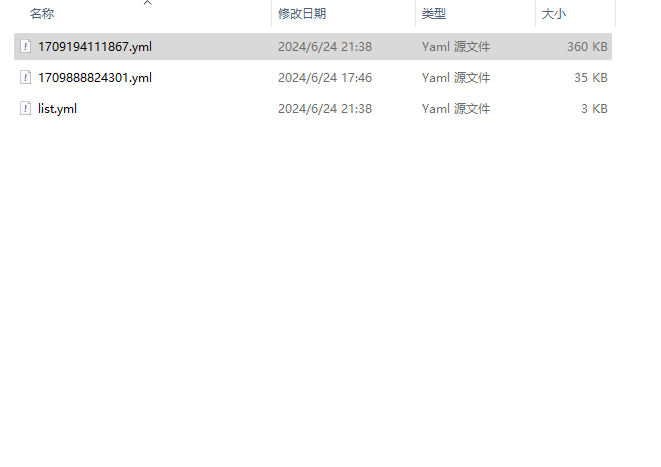 名称 修改日期 类型 大小
1709194111867.yml 2024/6/24 21:38 Yaml 源文件 360 KB
1709888824301.yml 2024/6/24 17:46 Yaml 源文件 35 KB
list.yml 2024/6/24 21:38 Yaml 源文件 3 KB